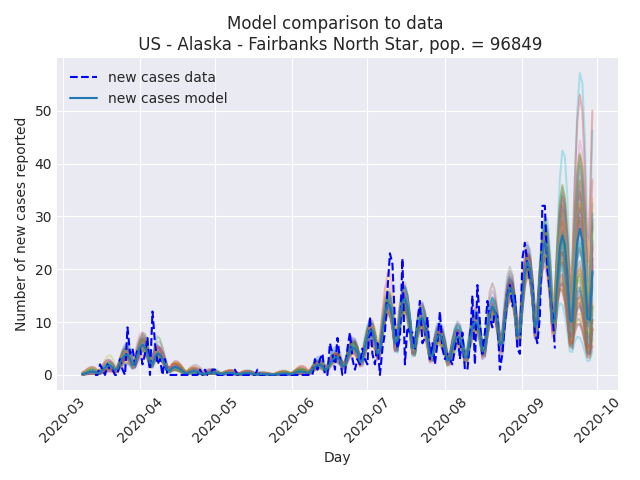 Model comparison to data
US - Alaska - Fairbanks North Star, pop. = 96849
new cases data
new cases model
Number of new cases reported
50
40
30
20
10
0
2020-03
2020-04
2020-05
2020-06
2020-07
2020-08
2020-09
2020-10
Day